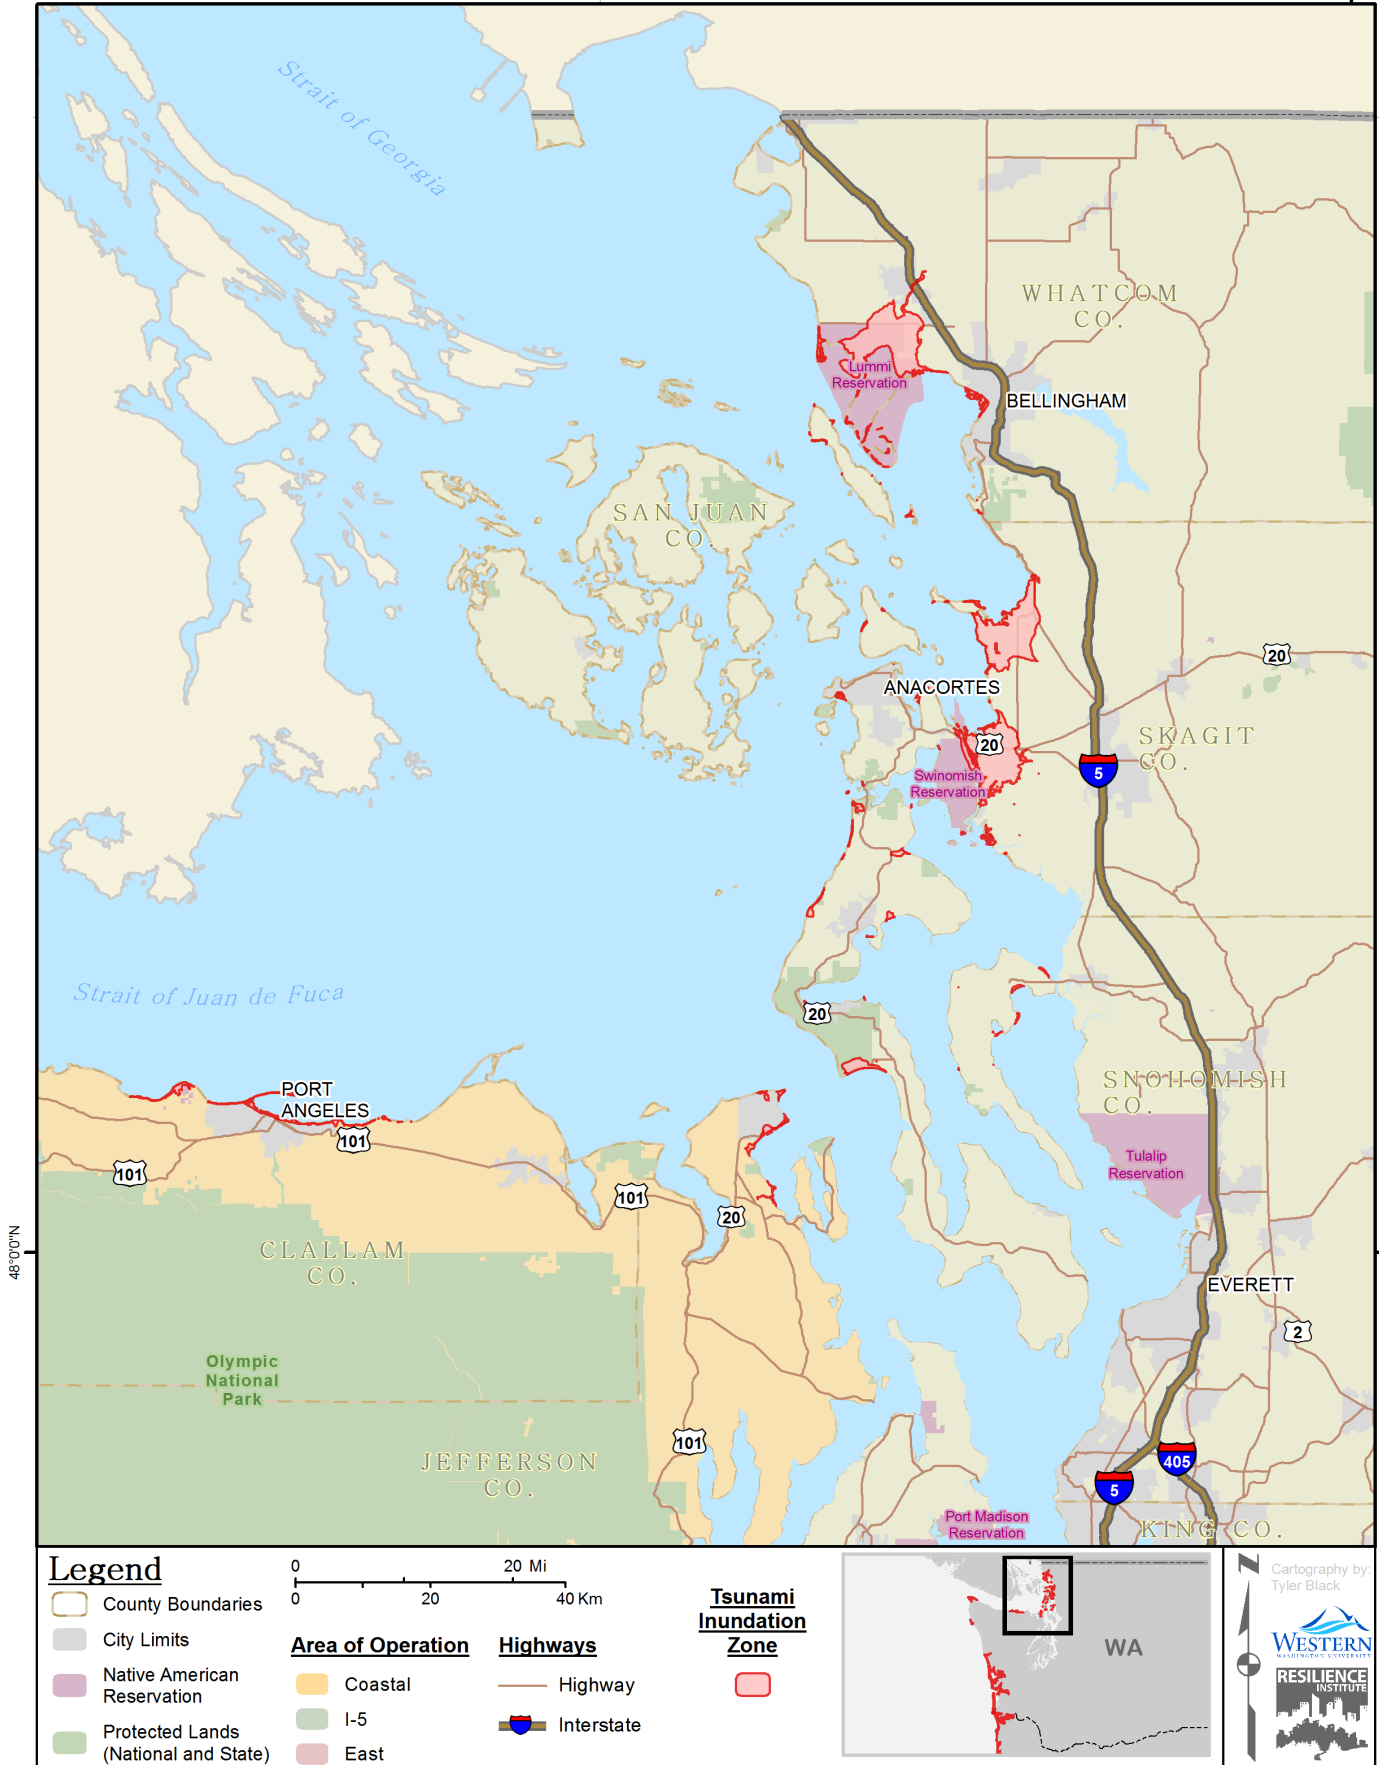 Strait of Georgia
WHATCOM
CO.
Lummi
Reservation
BELLINGHAM
SAN JUAN
CO.
20
ANACORTES
20
SKAGIT
CO.
5
Swinomish
Reservation
Strait of Juan de Fuca
20
SNOHOMISH
CO.
PORT
ANGELES
101
101
Tulalip
Reservation
101
20
48°0'0"N
CLALLAM
CO.
EVERETT
2
Olympic
National
Park
101
JEFFERSON
CO.
405
5
Port Madison
Reservation
KING CO.
Legend
County Boundaries
City Limits
Native American
Reservation
Protected Lands
(National and State)
0 20 Mi
0 20 40 Km
Area of Operation
Coastal
I-5
East
Highways
Highway
Interstate
Tsunami
Inundation
Zone
WA
N
Cartography by:
Tyler Black
WESTERN
WASHINGTON UNIVERSITY
RESILIENCE
INSTITUTE